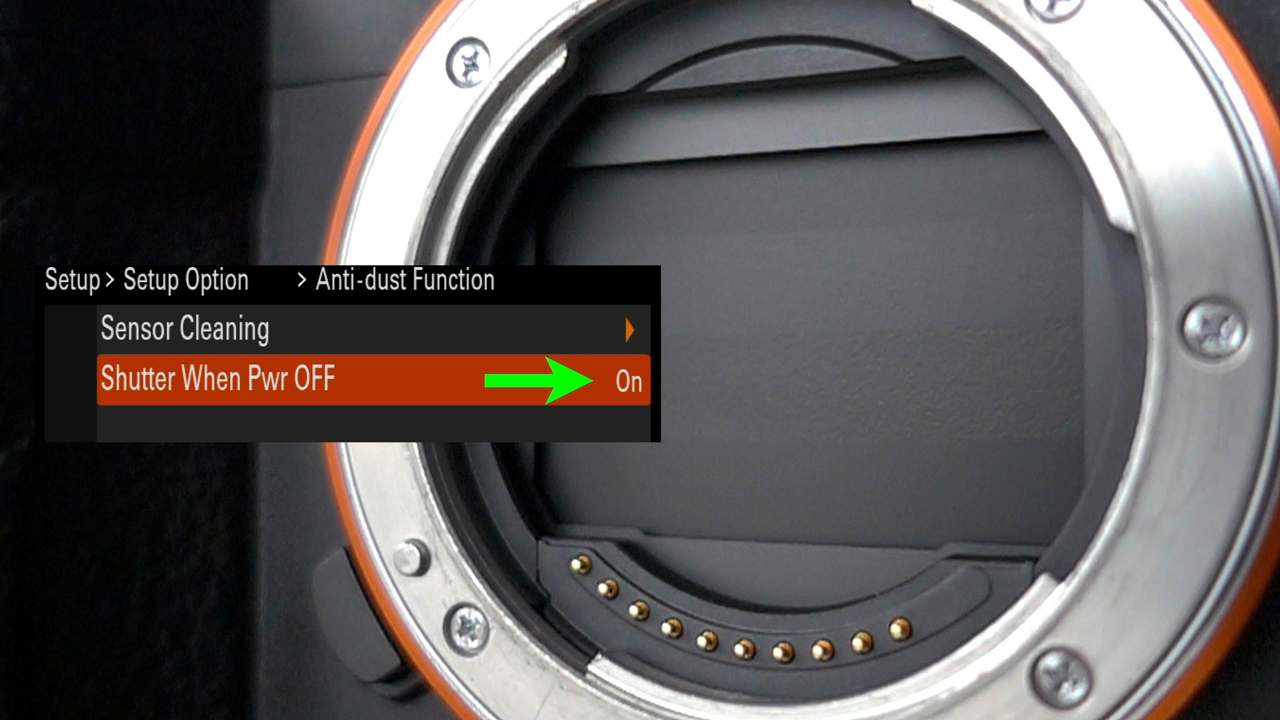 Setup > Setup Option > Anti-dust Function
Sensor Cleaning
Shutter When Pwr OFF On